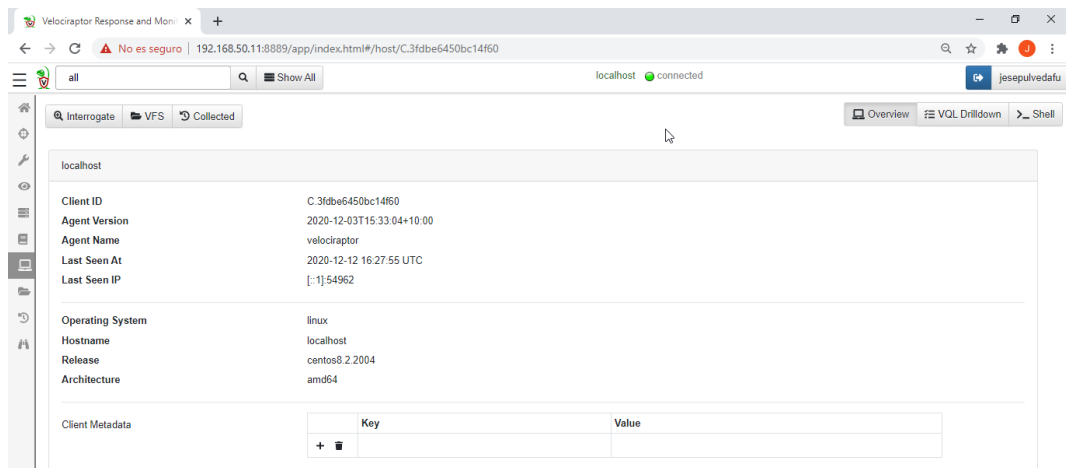 Velociraptor Response and Moni
No es seguro | 192.168.50.11:8889/app/index.html#/host/C.3fdbe6450bc14f60
J
all
Show All
localhost connected
jesepulvedafu
Interrogate
VFS
Collected
Overview
VQL Drilldown
>_ Shell
localhost
Client ID C.3fdbe6450bc14f60
Agent Version 2020-12-03T15:33:04+10:00
Agent Name velociraptor
Last Seen At 2020-12-12 16:27:55 UTC
Last Seen IP [::1]:54962
Operating System linux
Hostname localhost
Release centos8.2.2004
Architecture amd64
Client Metadata
Key Value